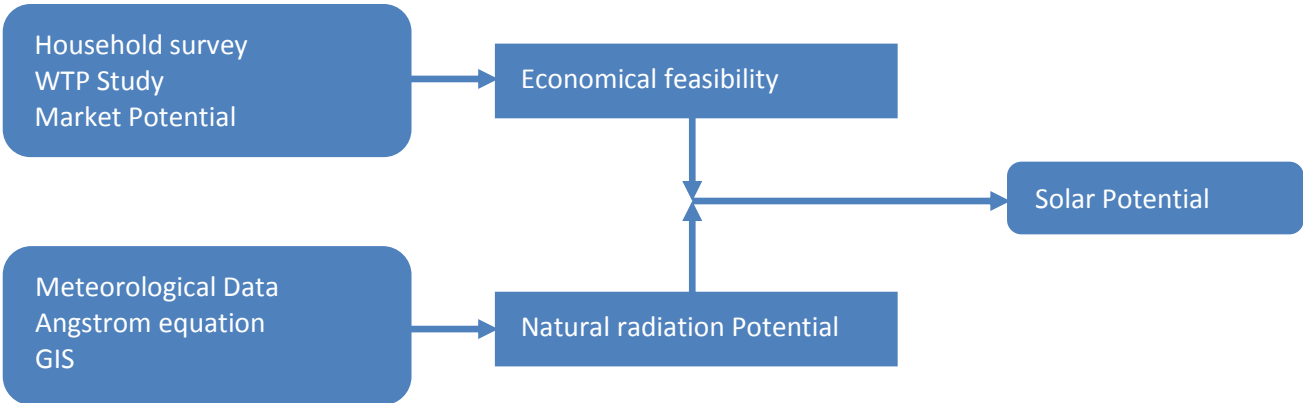 Household survey
WTP Study
Market Potential
Economical feasibility
Solar Potential
Meteorological Data
Angstrom equation
GIS
Natural radiation Potential